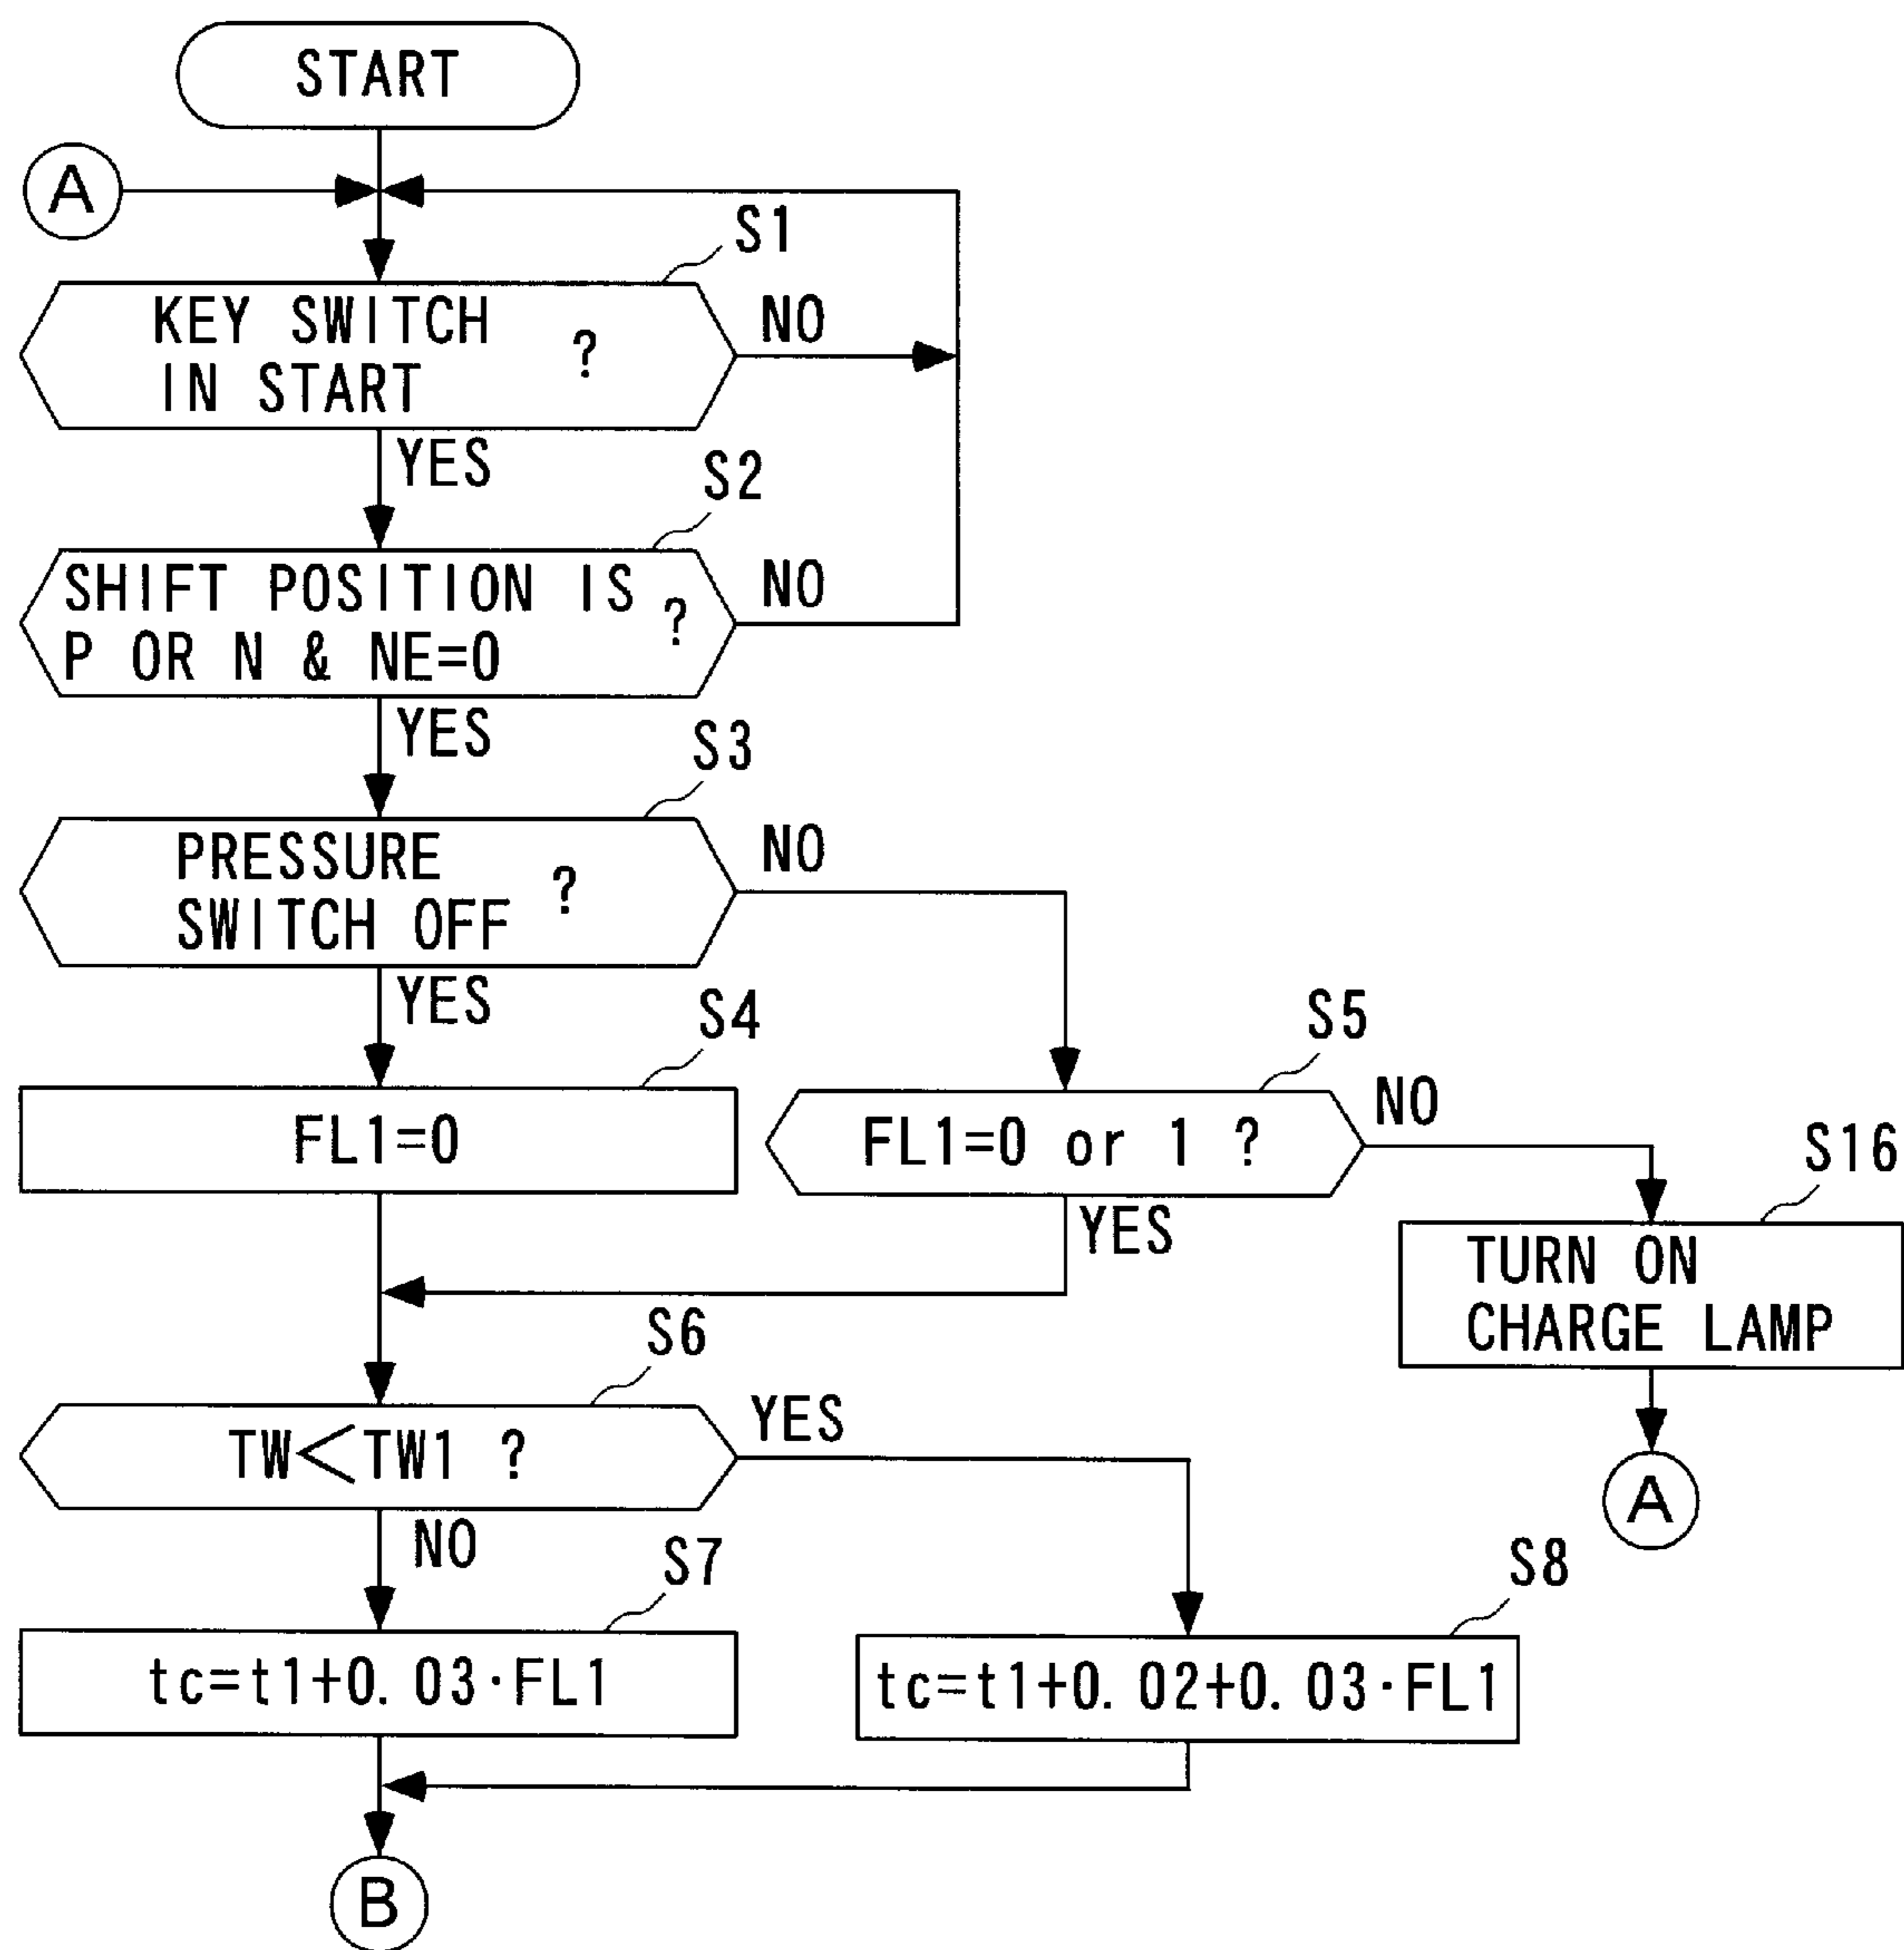 START
A
S1
KEY SWITCH
IN START
?
NO
YES
S2
SHIFT POSITION IS
P OR N & NE=0
?
NO
YES
S3
PRESSURE
SWITCH OFF
?
NO
YES
S4
FL1=0
S5
FL1=0 or 1 ?
NO
YES
S16
TURN ON
CHARGE LAMP
A
S6
TW<TW1 ?
YES
NO
S7
tc=t1+0.03·FL1
S8
tc=t1+0.02+0.03·FL1
B